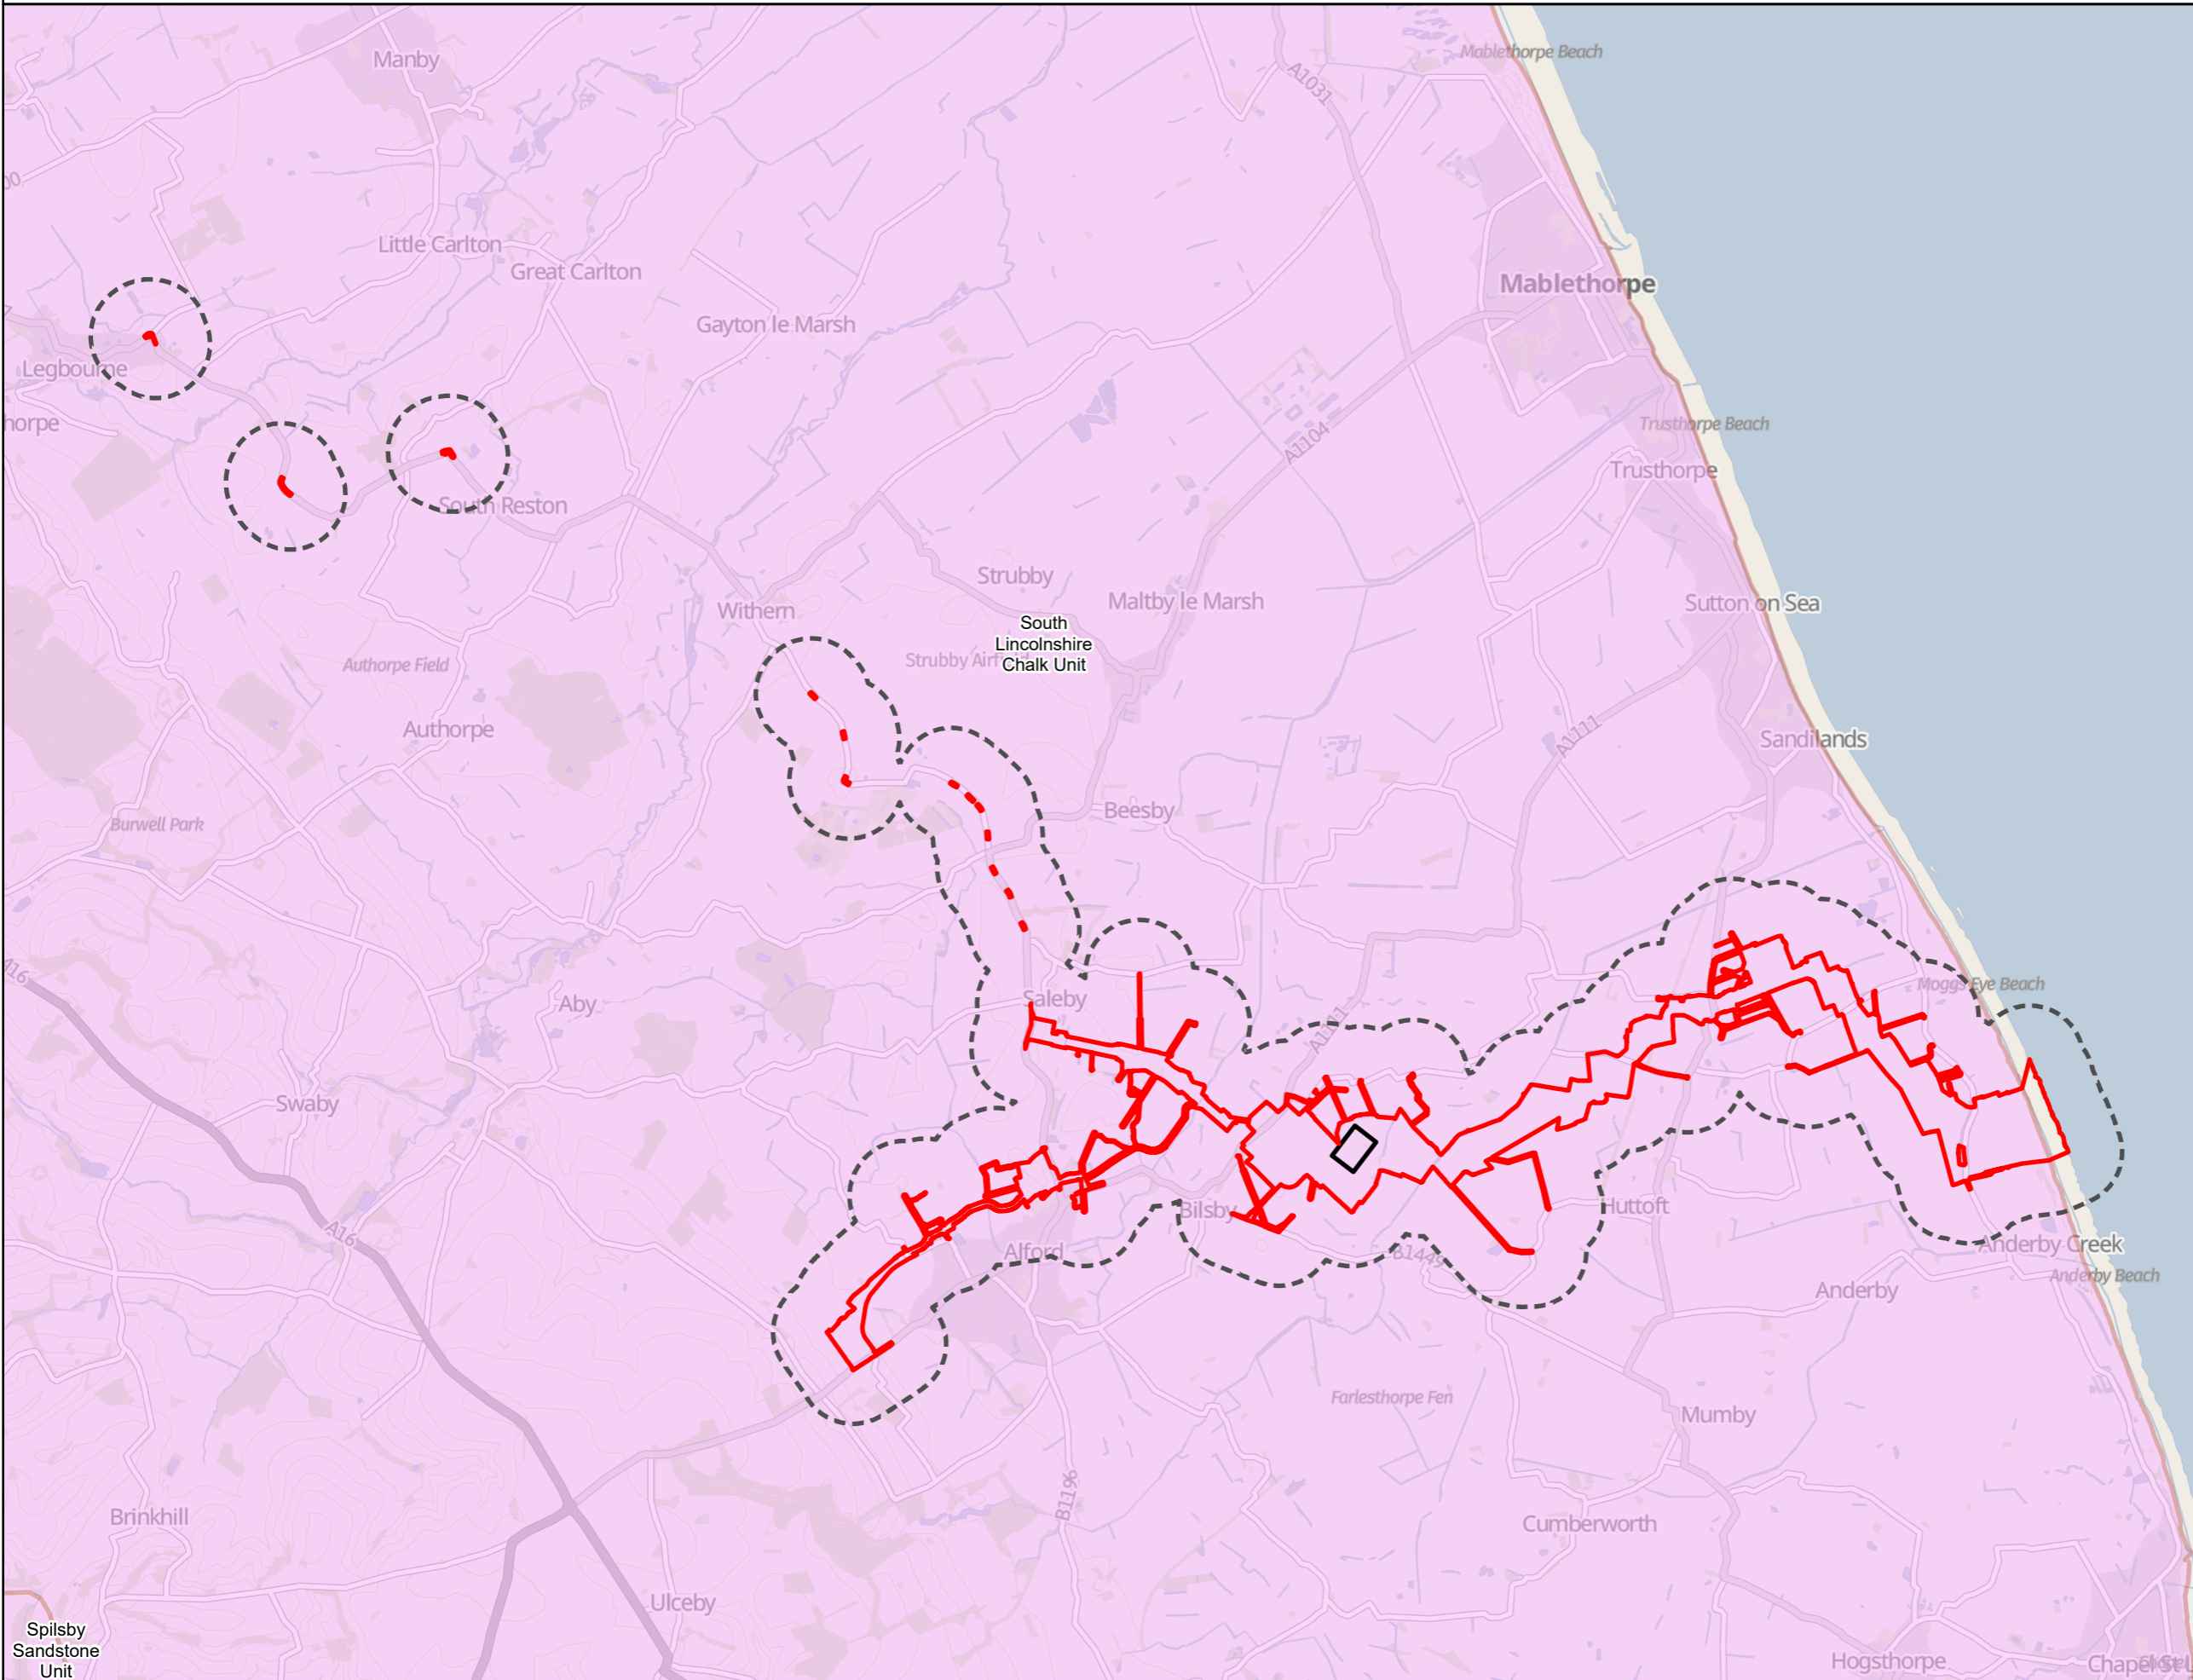 Manby
Mablethorpe Beach
A1031
Little Carlton
Great Carlton
Mablethorpe
Gayton le Marsh
Legbourne
horpe
Trusthorpe Beach
A1104
Trusthorpe
South Reston
Strubby
Maltby le Marsh
Withern
Sutton on Sea
South
Lincolnshire
Chalk Unit
Authorpe Field
Authorpe
A1111
Sandilands
Burwell Park
Beesby
Moggs Eye Beach
Saleby
Aby
A1111
Swaby
Bilsby
Huttoft
A16
Alford
B1449
Anderby Creek
Anderby Beach
Anderby
Farlesthorpe Fen
Mumby
B1196
Brinkhill
Cumberworth
Ulceby
Spilsby
Sandstone
Unit
Hogsthorpe